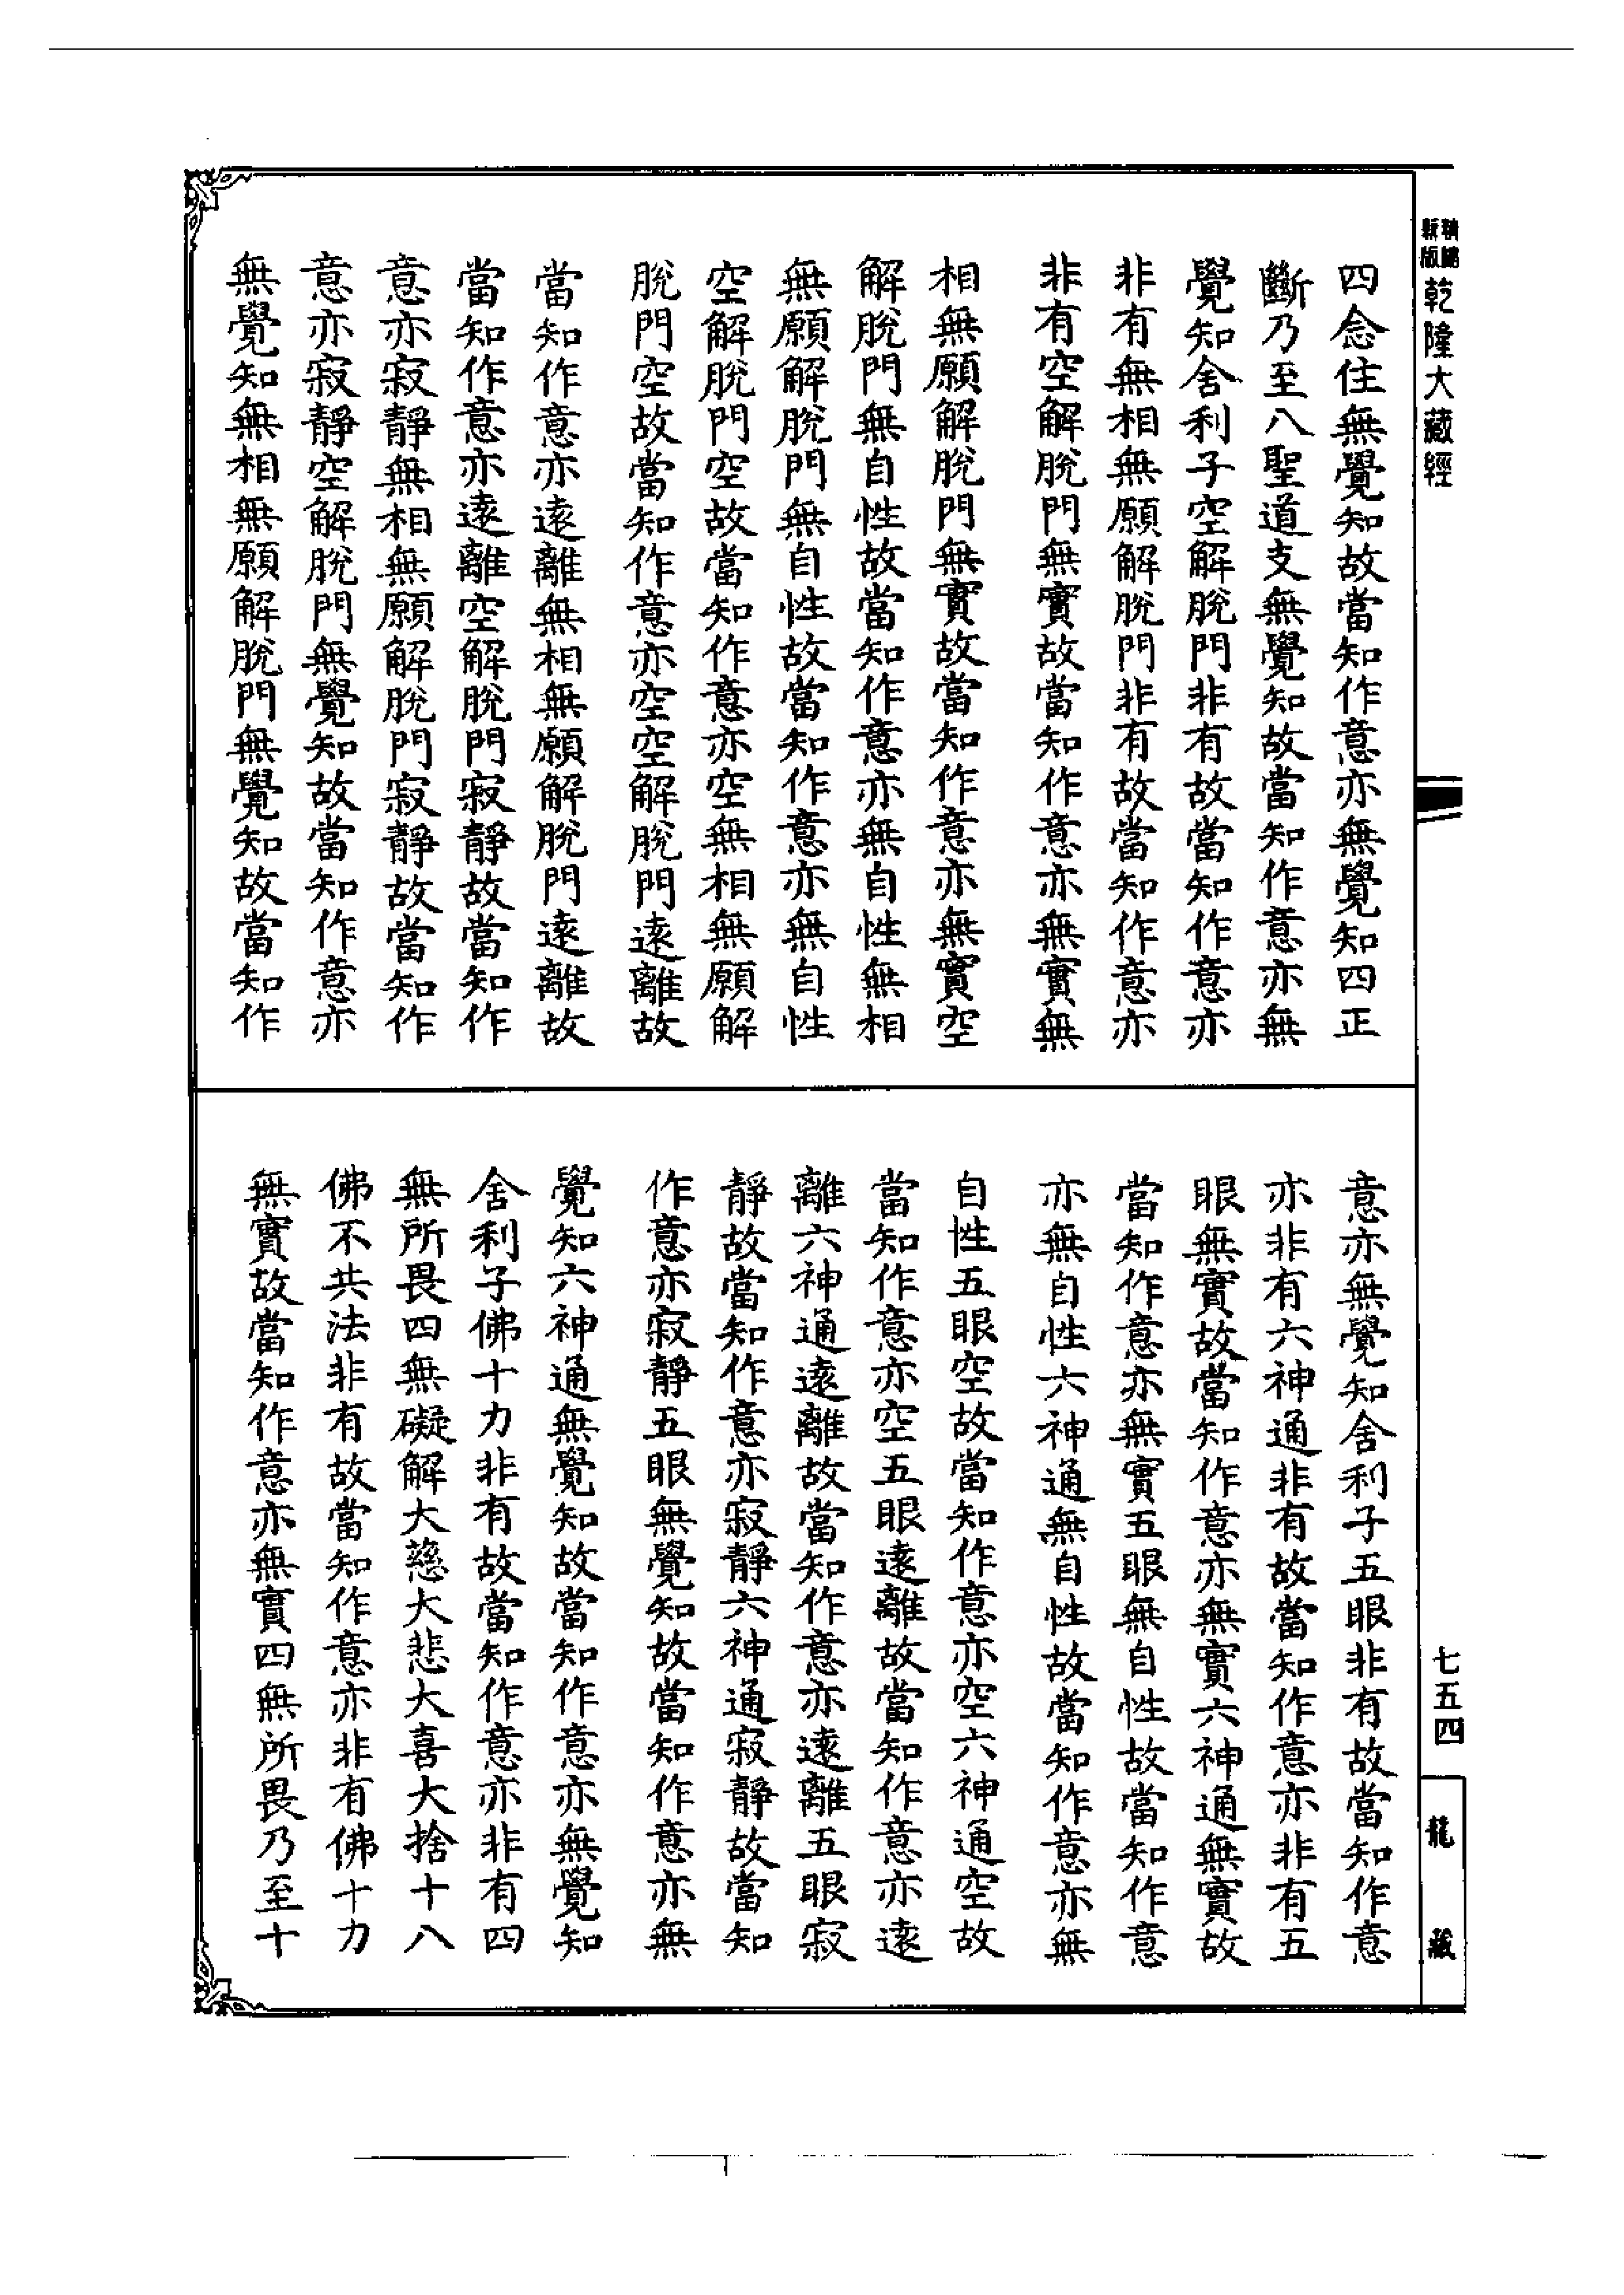 新版
精縮
乾隆大藏經
四念住無覺知故當知作意亦無覺知四正
斷乃至八聖道支無覺知故當知作意亦無
覺知舍利子空解脫門非有故當知作意亦
非有無相無願解脫門非有故當知作意亦
非有空解脫門無實故當知作意亦無實無
相無願解脫門無實故當知作意亦無實空
解脫門無自性故當知作意亦無自性無相
無願解脫門無自性故當知作意亦無自性
空解脫門空故當知作意亦空無相無願解
脫門空故當知作意亦空空解脫門遠離故
當知作意亦遠離無相無願解脫門遠離故
當知作意亦遠離空解脫門寂靜故當知作
意亦寂靜無相無願解脫門寂靜故當知作
意亦寂靜空解脫門無覺知故當知作意亦
無覺知無相無願解脫門無覺知故當知作
意亦無覺知舍利子五眼非有故當知作意
亦非有六神通非有故當知作意亦非有五
眼無實故當知作意亦無實六神通無實故
當知作意亦無實五眼無自性故當知作意
亦無自性六神通無自性故當知作意亦無
自性五眼空故當知作意亦空六神通空故
當知作意亦空五眼遠離故當知作意亦遠
離六神通遠離故當知作意亦遠離五眼寂
靜故當知作意亦寂靜六神通寂靜故當知
作意亦寂靜五眼無覺知故當知作意亦無
覺知六神通無覺知故當知作意亦無覺知
舍利子佛十力非有故當知作意亦非有四
無所畏四無礙解大慈大悲大喜大捨十八
佛不共法非有故當知作意亦非有佛十力
無實故當知作意亦無實四無所畏乃至十
七五四
龍藏